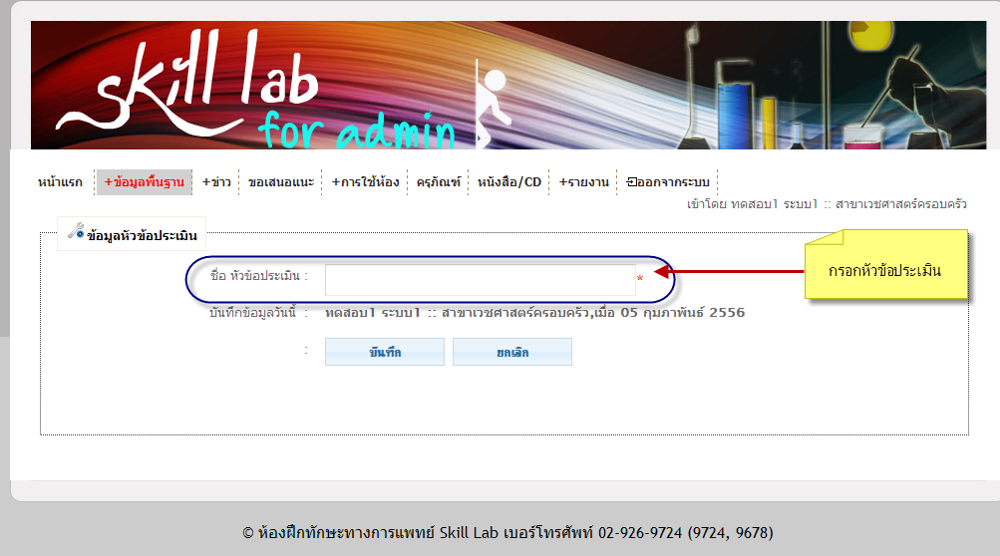 skill lab
for admin
หน้าแรก +ข้อมูลพื้นฐาน +ข่าว ขอเสนอแนะ +การใช้ห้อง ครุภัณฑ์ หนังสือ/CD +รายงาน ออกจากระบบ
เข้าโดย ทดสอบ1 ระบบ1 :: สาขาเวชศาสตร์ครอบครัว
ข้อมูลหัวข้อประเมิน
ชื่อ หัวข้อประเมิน : *
กรอกหัวข้อประเมิน
บันทึกข้อมูลวันนี้ : ทดสอบ1 ระบบ1 :: สาขาเวชศาสตร์ครอบครัว,เมื่อ 05 กุมภาพันธ์ 2556
: บันทึก ยกเลิก
© ห้องฝึกทักษะทางการแพทย์ Skill Lab เบอร์โทรศัพท์ 02-926-9724 (9724, 9678)